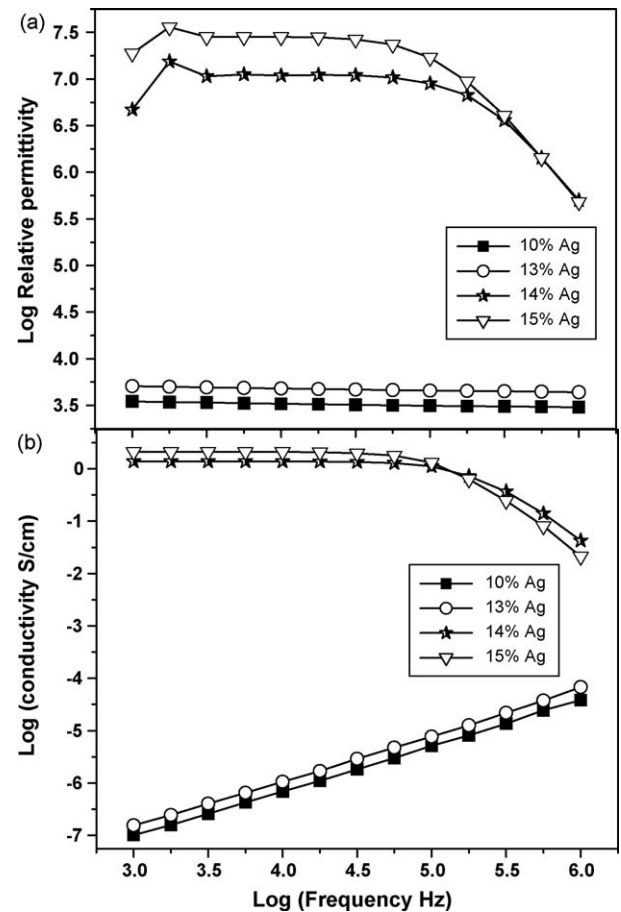 (a)
7.5
7.0
6.5
6.0
5.5
5.0
4.5
4.0
3.5
Log Relative permittivity
10% Ag
13% Ag
14% Ag
15% Ag
(b)
0
-1
-2
-3
-4
-5
-6
-7
Log (conductivity S/cm)
10% Ag
13% Ag
14% Ag
15% Ag
3.0 3.5 4.0 4.5 5.0 5.5 6.0
Log (Frequency Hz)